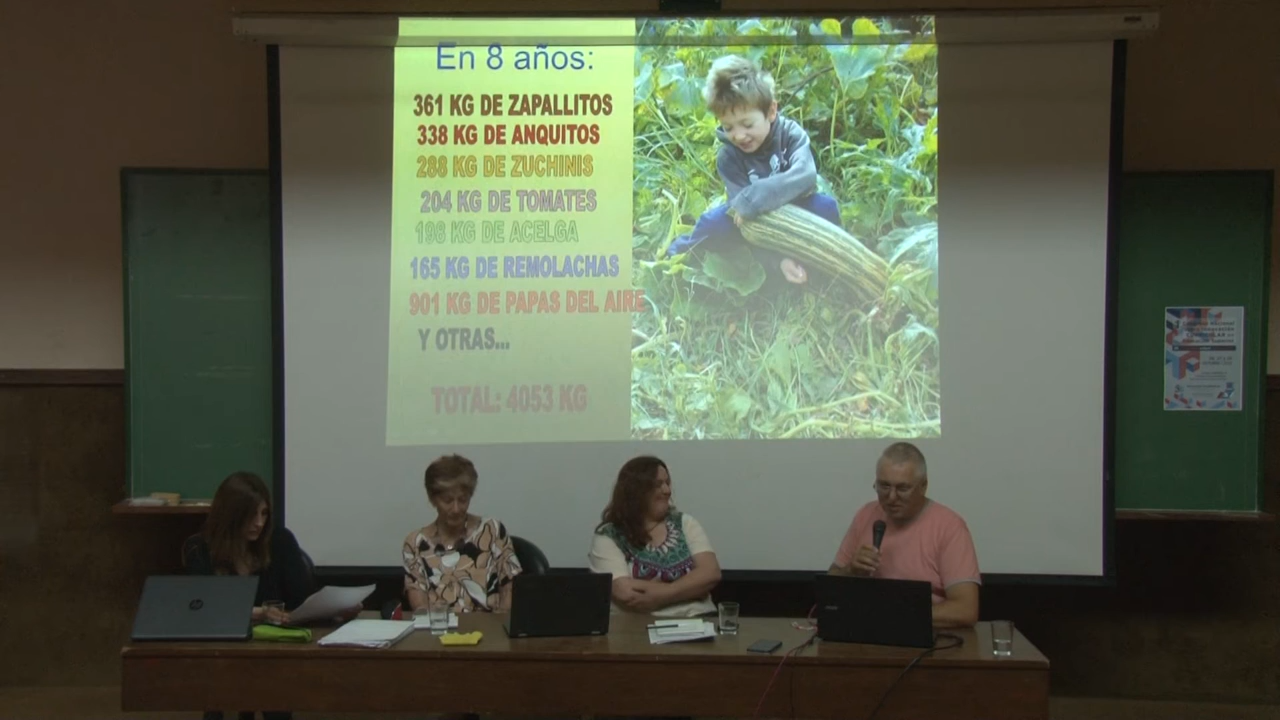 En 8 años:
361 KG DE ZAPALLITOS
338 KG DE ANQUITOS
288 KG DE ZUCHINIS
204 KG DE TOMATES
198 KG DE ACELGA
165 KG DE REMOLACHAS
901 KG DE PAPAS DEL AIRE
Y OTRAS...
TOTAL: 4053 KG